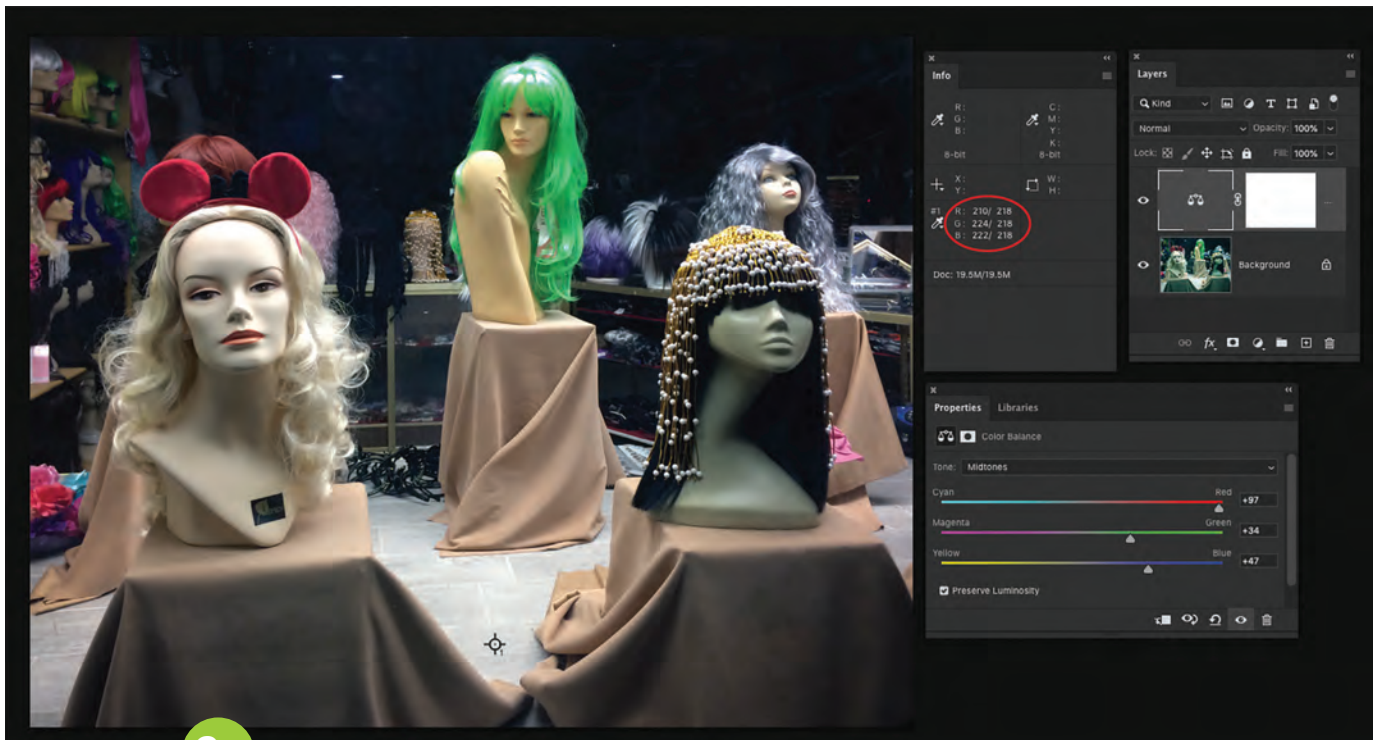 Info
R:
G:
B:
8-bit
C:
M:
Y:
K:
8-bit
X:
Y:
W:
H:
#1 R: 210/ 218
G: 224/ 218
B: 222/ 218
Doc: 19.5M/19.5M
Layers
Kind
Normal
Opacity: 100%
Lock:
Fill: 100%
...
Background
fx
Properties Libraries
Color Balance
Tone: Midtones
Cyan Red +97
Magenta Green +34
Yellow Blue +47
Preserve Luminosity
1